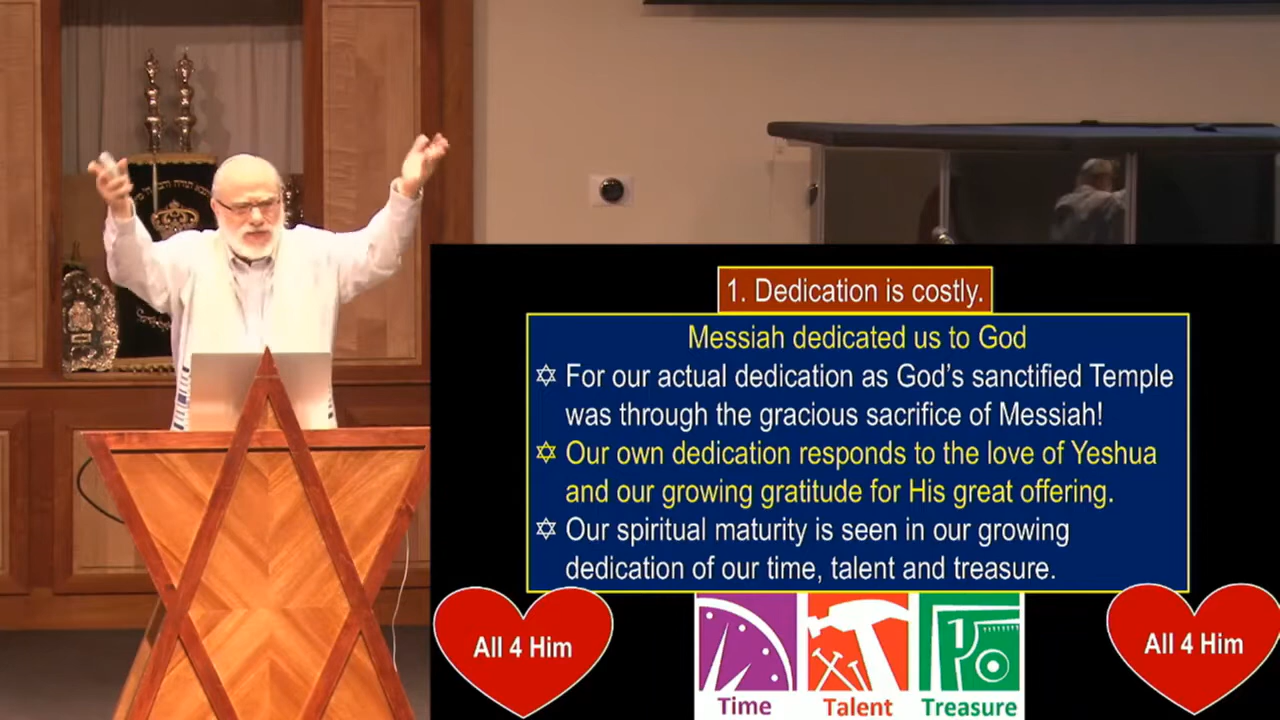 1. Dedication is costly.
Messiah dedicated us to God
✡ For our actual dedication as God's sanctified Temple
was through the gracious sacrifice of Messiah!
✡ Our own dedication responds to the love of Yeshua
and our growing gratitude for His great offering.
✡ Our spiritual maturity is seen in our growing
dedication of our time, talent and treasure.
All 4 Him
All 4 Him
Time
Talent
Treasure